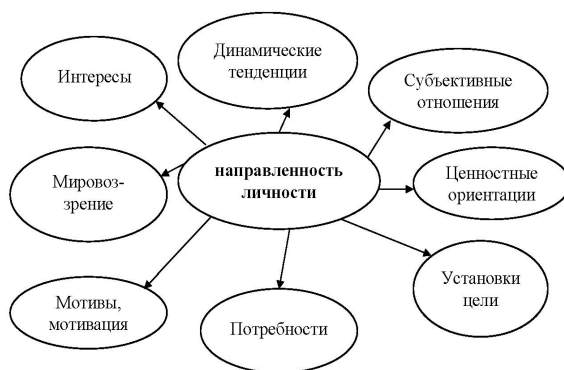 Динамические
тенденции
Интересы
Субъективные
отношения
направленность
личности
Мировоз-
зрение
Ценностные
ориентации
Мотивы,
мотивация
Потребности
Установки
цели